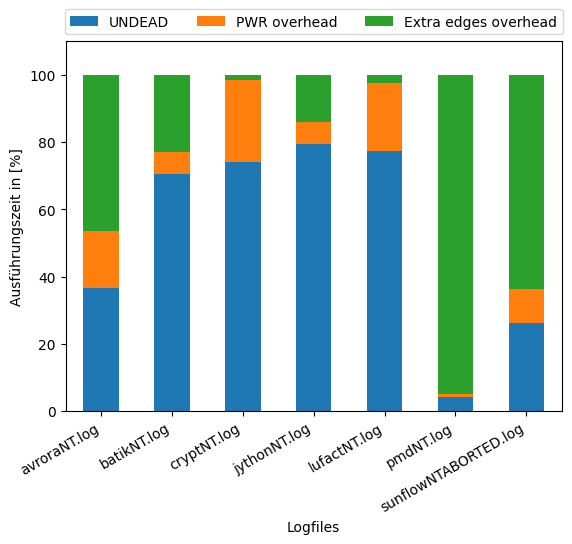 UNDEAD PWR overhead Extra edges overhead
Ausführungszeit in [%]
100
80
60
40
20
0
avroraNT.log
batikNT.log
cryptNT.log
jythonNT.log
lufactNT.log
pmdNT.log
sunflowNTABORTED.log
Logfiles